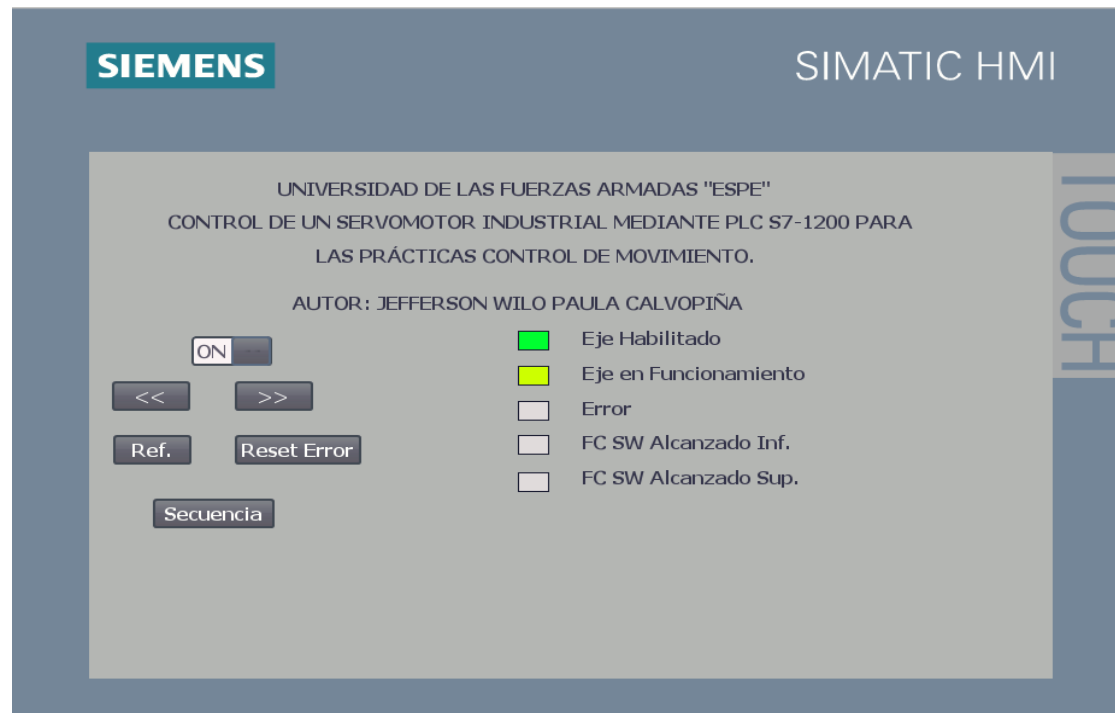 SIEMENS
SIMATIC HMI
TOUCH
UNIVERSIDAD DE LAS FUERZAS ARMADAS "ESPE"
CONTROL DE UN SERVOMOTOR INDUSTRIAL MEDIANTE PLC S7-1200 PARA
LAS PRÁCTICAS CONTROL DE MOVIMIENTO.
AUTOR: JEFFERSON WILO PAULA CALVOPIÑA
ON
Eje Habilitado
<< >>
Eje en Funcionamiento
Error
Ref. Reset Error
FC SW Alcanzado Inf.
FC SW Alcanzado Sup.
Secuencia